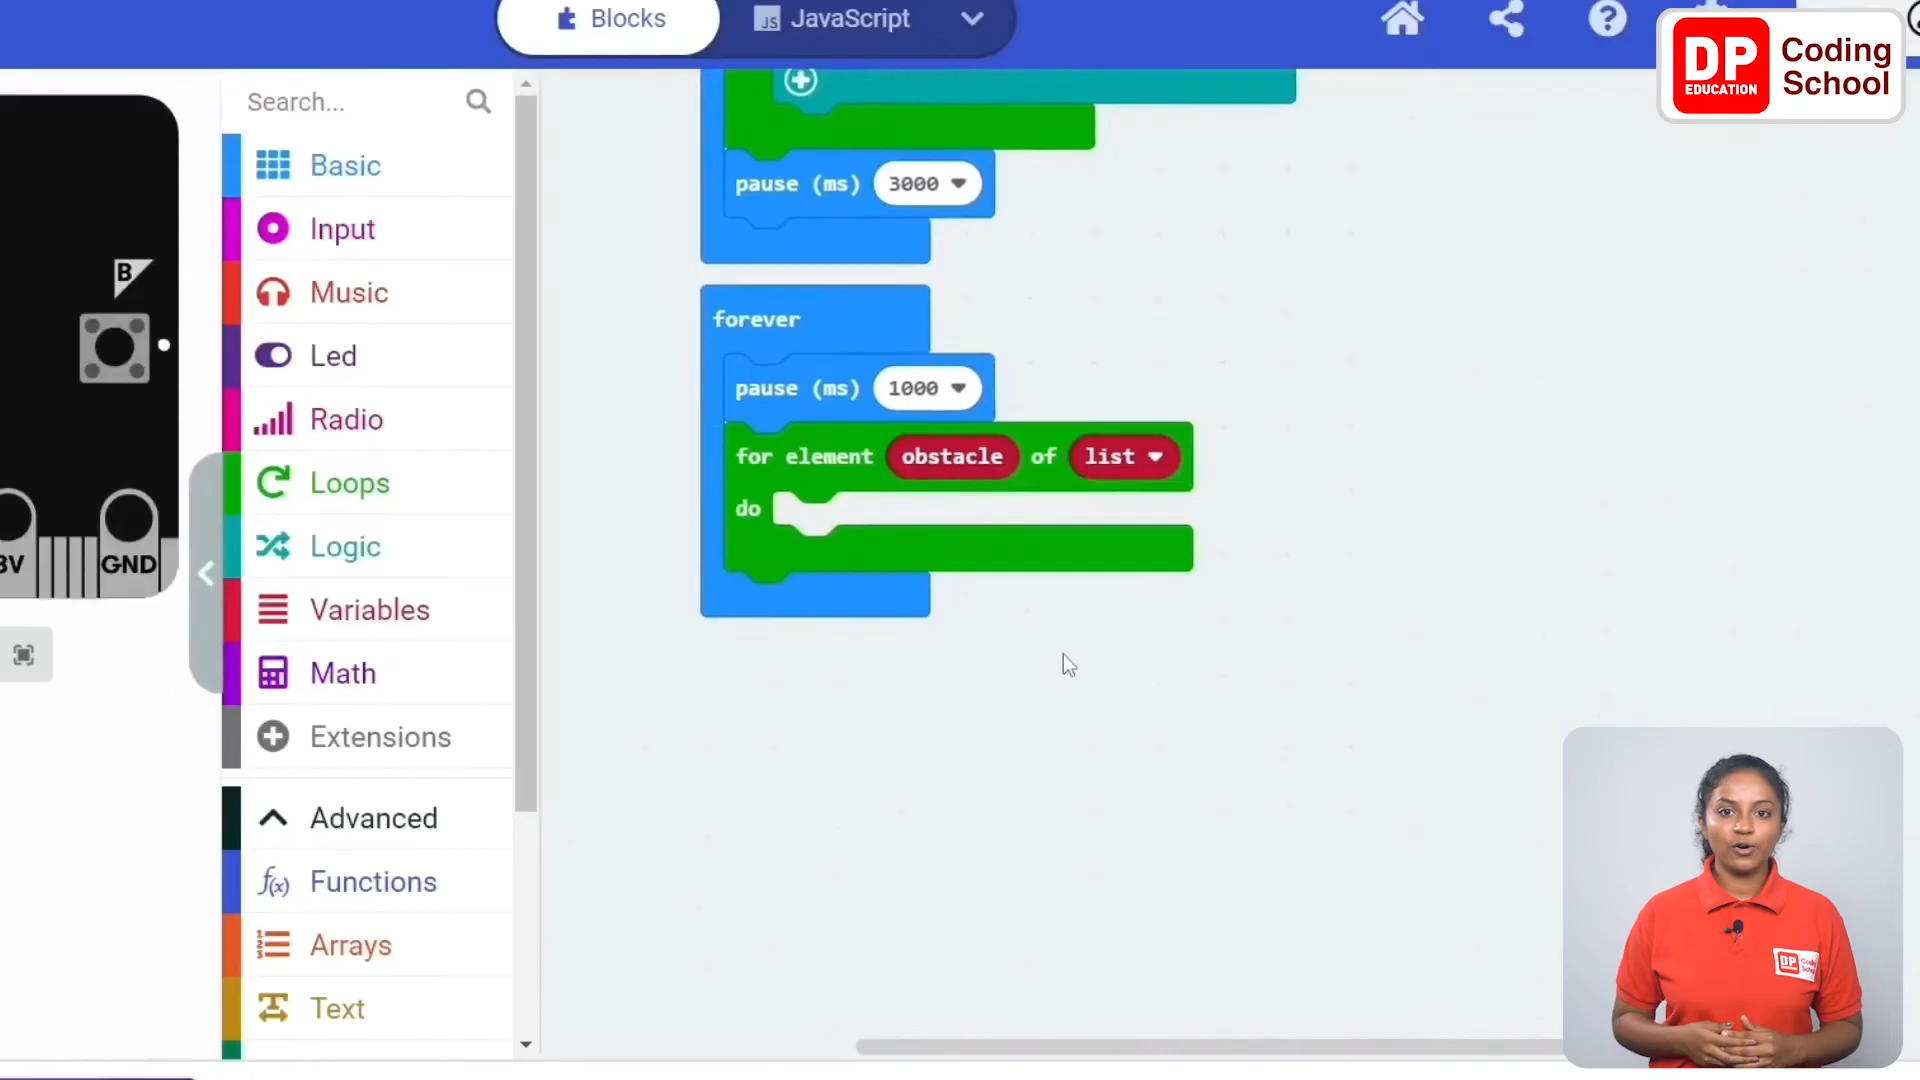 Blocks
JavaScript
DP
EDUCATION
Coding
School
Search...
Basic
Input
Music
Led
Radio
Loops
Logic
Variables
Math
Extensions
Advanced
Functions
Arrays
Text
B
GND
pause (ms) 3000
forever
pause (ms) 1000
for element obstacle of list
do
DP